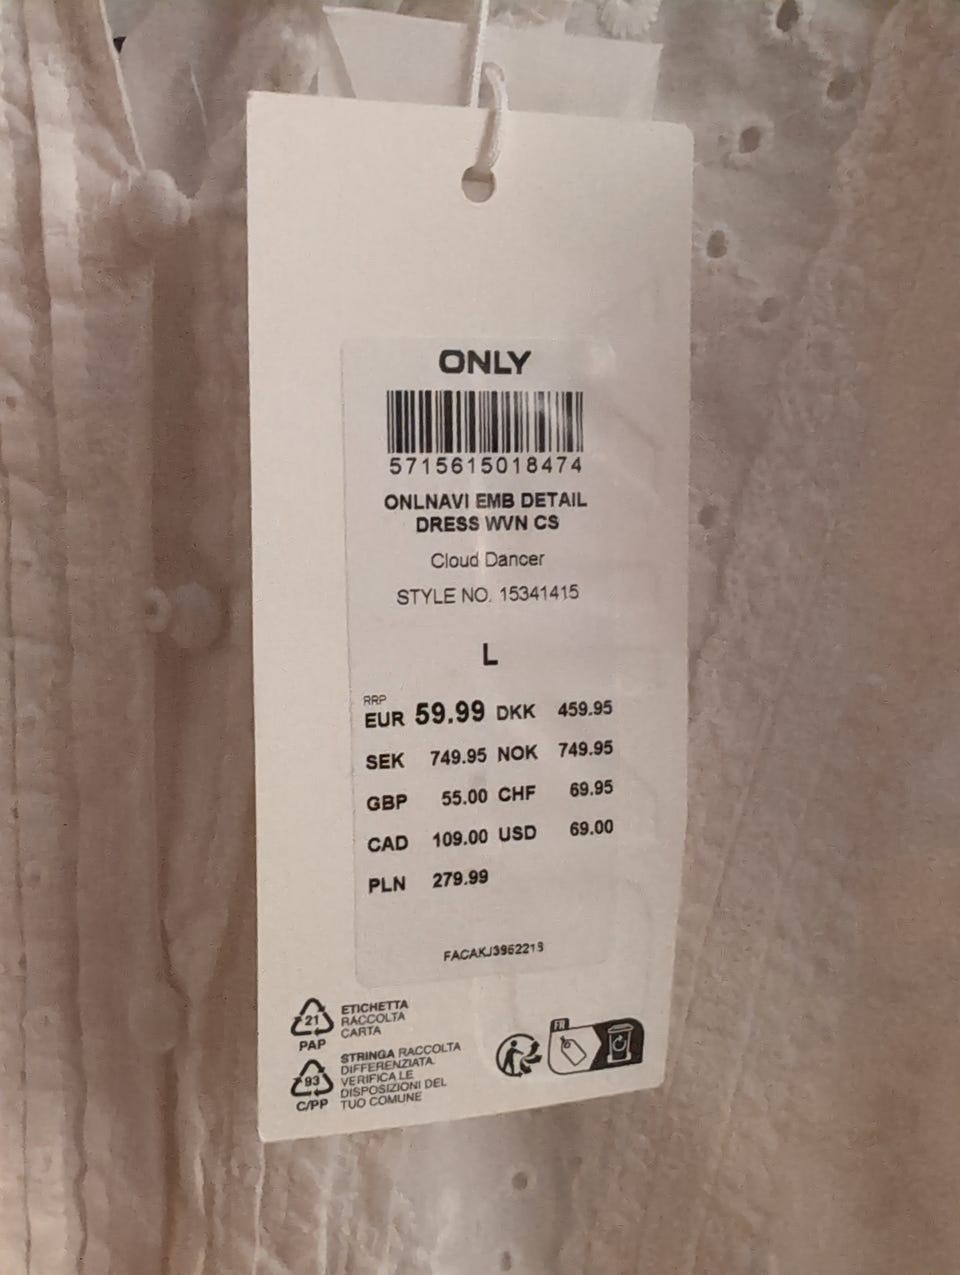 ONLY
5715615018474
ONLNAVI EMB DETAIL
DRESS WVN CS
Cloud Dancer
STYLE NO. 15341415
L
RRP
EUR 59.99 DKK 459.95
SEK 749.95 NOK 749.95
GBP 55.00 CHF 69.95
CAD 109.00 USD 69.00
PLN 279.99
21
PAP
ETICHETTA
RACCOLTA
CARTA
93
C/PP
STRINGA RACCOLTA
DIFFERENZIATA.
VERIFICA LE
DISPOSIZIONI DEL
TUO COMUNE
FR